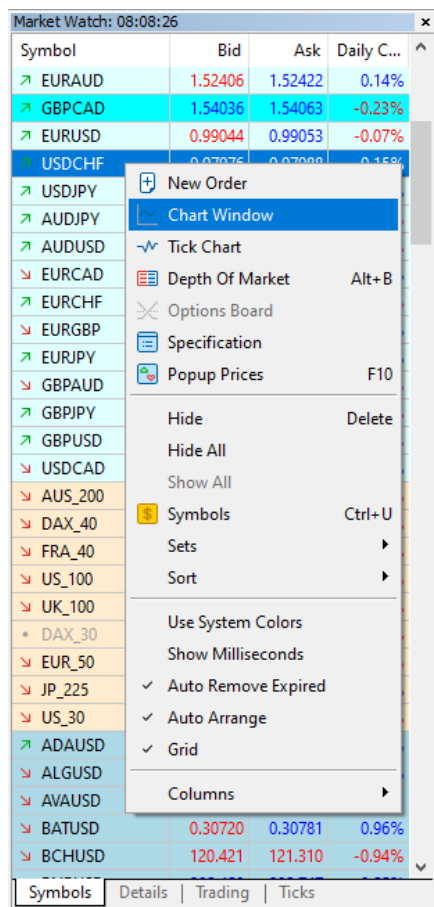 Market Watch: 08:08:26
Symbol Bid Ask Daily C...
EURAUD 1.52406 1.52422 0.14%
GBPCAD 1.54036 1.54063 -0.23%
EURUSD 0.99044 0.99053 -0.07%
USDCHF
USDJPY
AUDJPY
AUDUSD
EURCAD
EURCHF
EURGBP
EURJPY
GBPAUD
GBPJPY
GBPUSD
USDCAD
AUS_200
DAX_40
FRA_40
US_100
UK_100
DAX_30
EUR_50
JP_225
US_30
ADAUSD
ALGUSD
AVAUSD
BATUSD 0.30720 0.30781 0.96%
BCHUSD 120.421 121.310 -0.94%
New Order
Chart Window
Tick Chart
Depth Of Market Alt+B
Options Board
Specification
Popup Prices F10
Hide Delete
Hide All
Show All
Symbols Ctrl+U
Sets
Sort
Use System Colors
Show Milliseconds
Auto Remove Expired
Auto Arrange
Grid
Columns
Symbols Details | Trading | Ticks